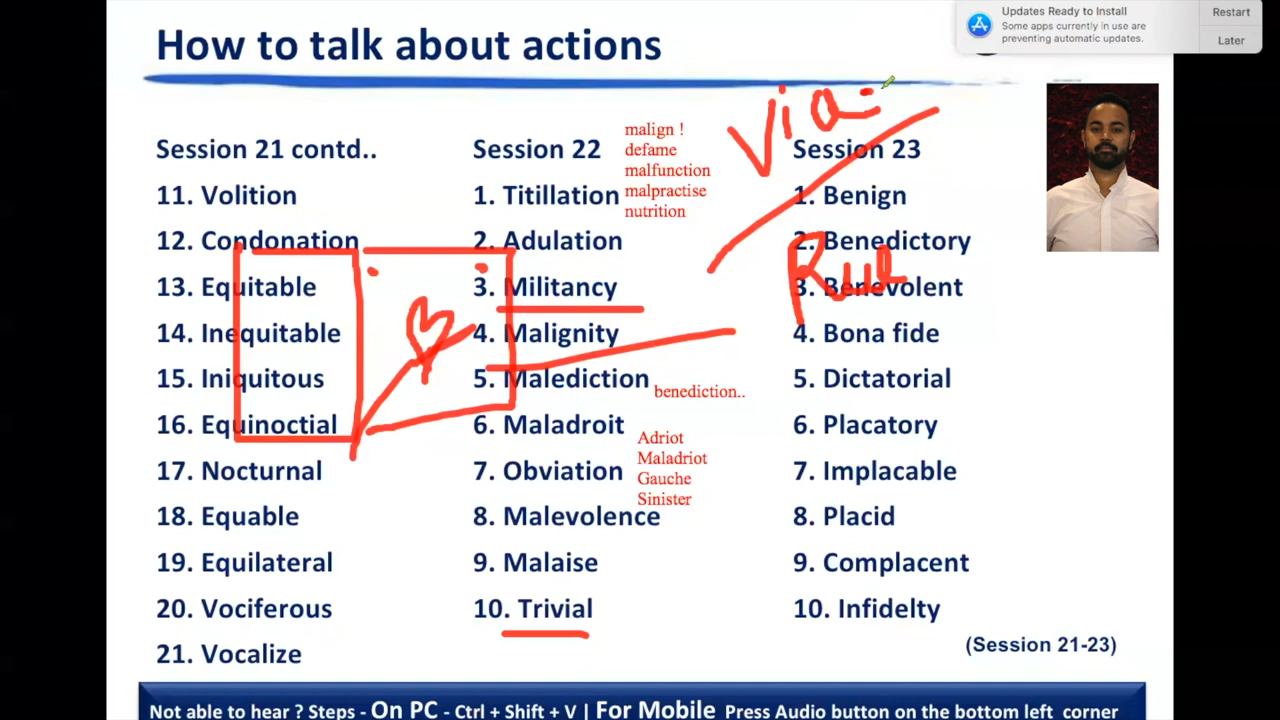 How to talk about actions
Updates Ready to Install
Some apps currently in use are
preventing automatic updates.
Restart
Later
Session 21 contd..
11. Volition
12. Condonation
13. Equitable
14. Inequitable
15. Iniquitous
16. Equinoctial
17. Nocturnal
18. Equable
19. Equilateral
20. Vociferous
21. Vocalize
Session 22
1. Titillation
2. Adulation
3. Militancy
4. Malignity
5. Malediction
6. Maladroit
7. Obviation
8. Malevolence
9. Malaise
10. Trivial
malign !
defame
malfunction
malpractise
nutrition
benediction..
Adriot
Maladriot
Gauche
Sinister
Via
Rue
Session 23
1. Benign
2. Benedictory
3. Benevolent
4. Bona fide
5. Dictatorial
6. Placatory
7. Implacable
8. Placid
9. Complacent
10. Infidelty
(Session 21-23)
Not able to hear ? Steps - On PC - Ctrl + Shift + V | For Mobile Press Audio button on the bottom left corner